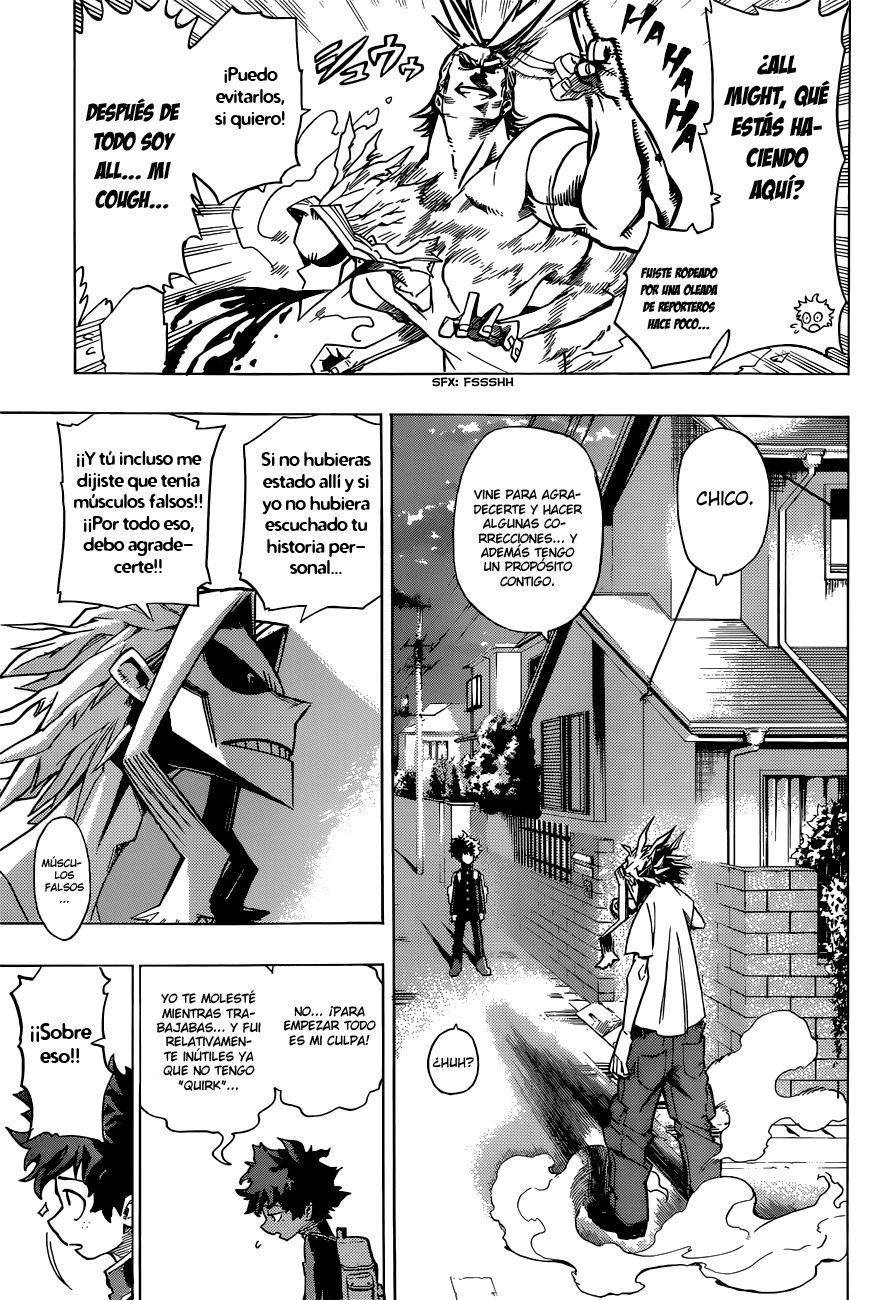 ¿ALL
MIGHT, QUÉ
ESTÁS HA-
CIENDO
AQUÍ?
FUISTE RODEADO
POR UNA OLEADA
DE REPORTEROS
HACE POCO...
HA HA HA HA
シュウゥゥ
¡Puedo
evitarlos,
si quiero!
DESPUÉS DE
TODO SOY
ALL... MI
COUGH...
SFX: FSSSHH
CHICO.
VINE PARA AGRA-
DECERTE Y HACER
ALGUNAS CO-
RRECCIONES... Y
ADEMÁS TENGO
UN PROPÓSITO
CONTIGO.
¿HUH?
Si no hubieras
estado allí y si
yo no hubiera
escuchado tu
historia per-
sonal...
¡¡Y tú incluso me
dijiste que tenía
músculos falsos!!
¡¡Por todo eso,
debo agrade-
certe!!
MÚSCU-
LOS
FALSOS
...
NO... ¡PARA
EMPEZAR TODO
ES MI CULPA!
YO TE MOLESTÉ
MIENTRAS TRA-
BAJABAS... Y FUI
RELATIVAMEN-
TE INÚTILES YA
QUE NO TENGO
"QUIRK"...
¡¡Sobre
eso!!